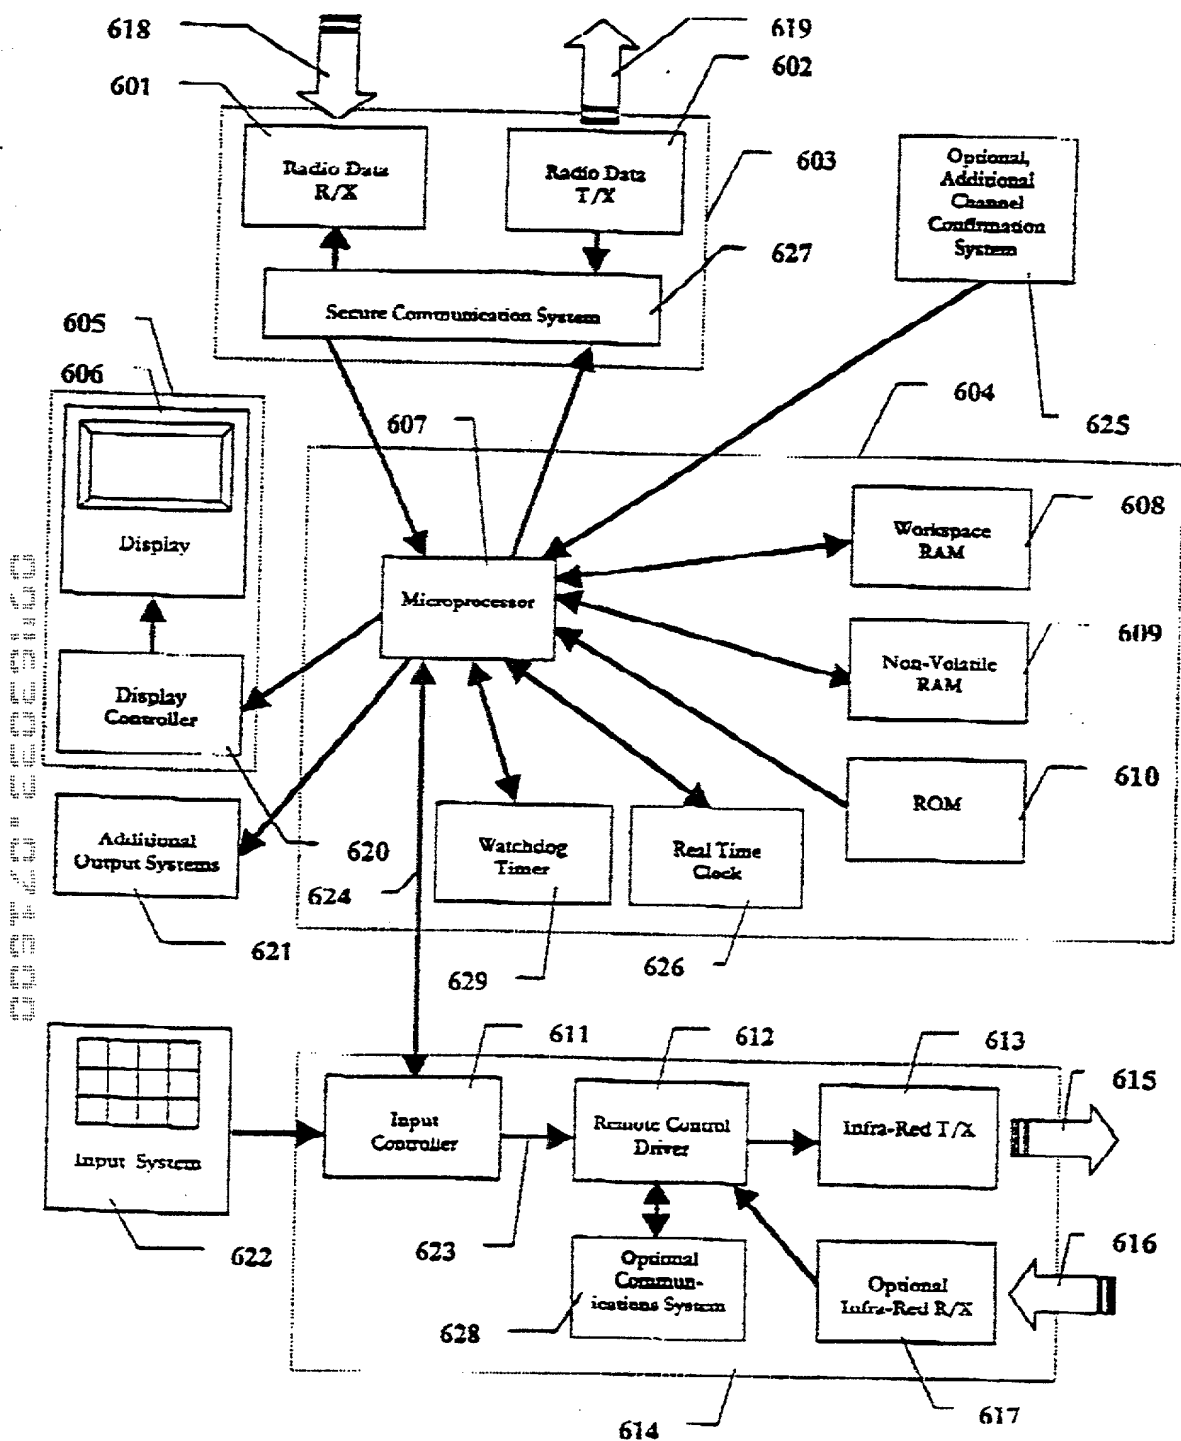 618
619
601
602
Radio Data
R/X
Radio Data
T/X
603
Optional,
Additional
Channel
Confirmation
System
627
Secure Communication System
605
606
607
604
625
Display
608
Workspace
RAM
Microprocessor
609
Non-Volatile
RAM
Display
Controller
610
ROM
Additional
Output Systems
620
624
Watchdog
Timer
Real Time
Clock
621
629
626
611
612
613
615
Input System
Input
Controller
Remote Control
Driver
Infra-Red T/X
622
623
616
Optional
Commun-
ications System
Optional
Infra-Red R/X
628
614
617